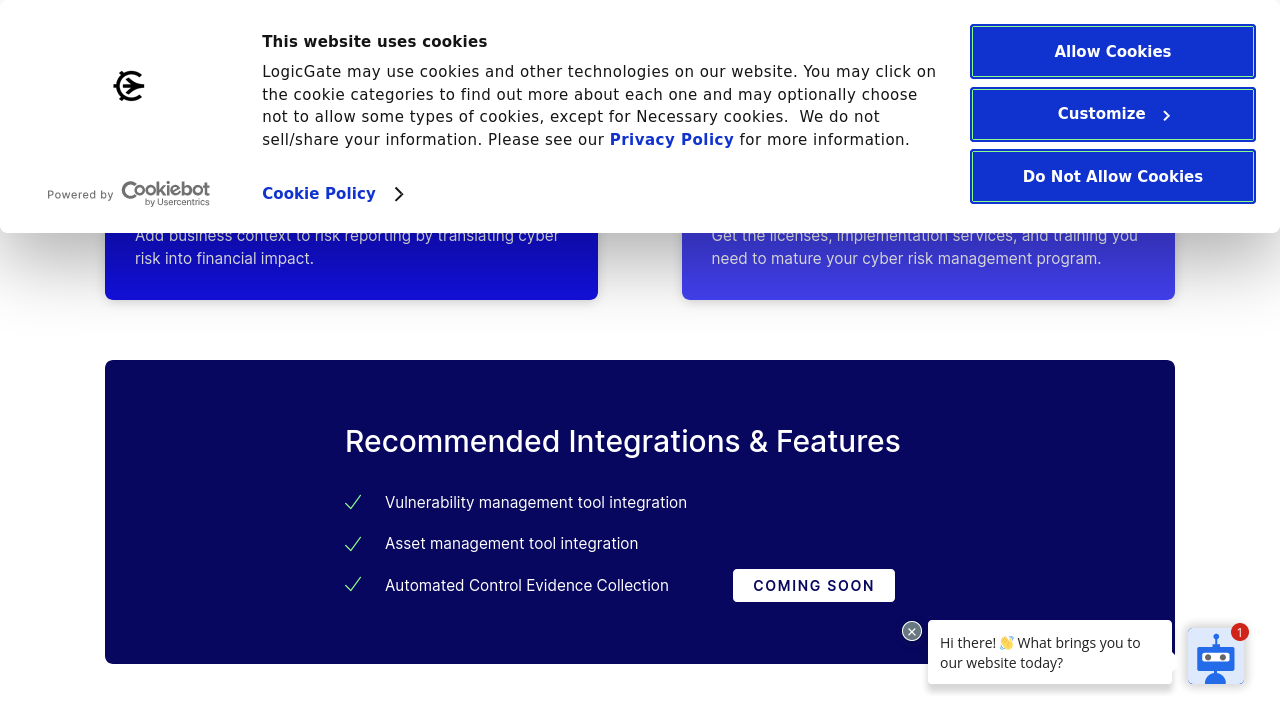 This website uses cookies
LogicGate may use cookies and other technologies on our website. You may click on
the cookie categories to find out more about each one and may optionally choose
not to allow some types of cookies, except for Necessary cookies.  We do not
sell/share your information. Please see our Privacy Policy for more information.
Cookie Policy
Powered by Cookiebot
by Usercentrics
Allow Cookies
Customize
Do Not Allow Cookies
Add business context to risk reporting by translating cyber
risk into financial impact.
Get the licenses, implementation services, and training you
need to mature your cyber risk management program.
Recommended Integrations & Features
Vulnerability management tool integration
Asset management tool integration
Automated Control Evidence Collection
COMING SOON
Hi there! 👋 What brings you to
our website today?
1